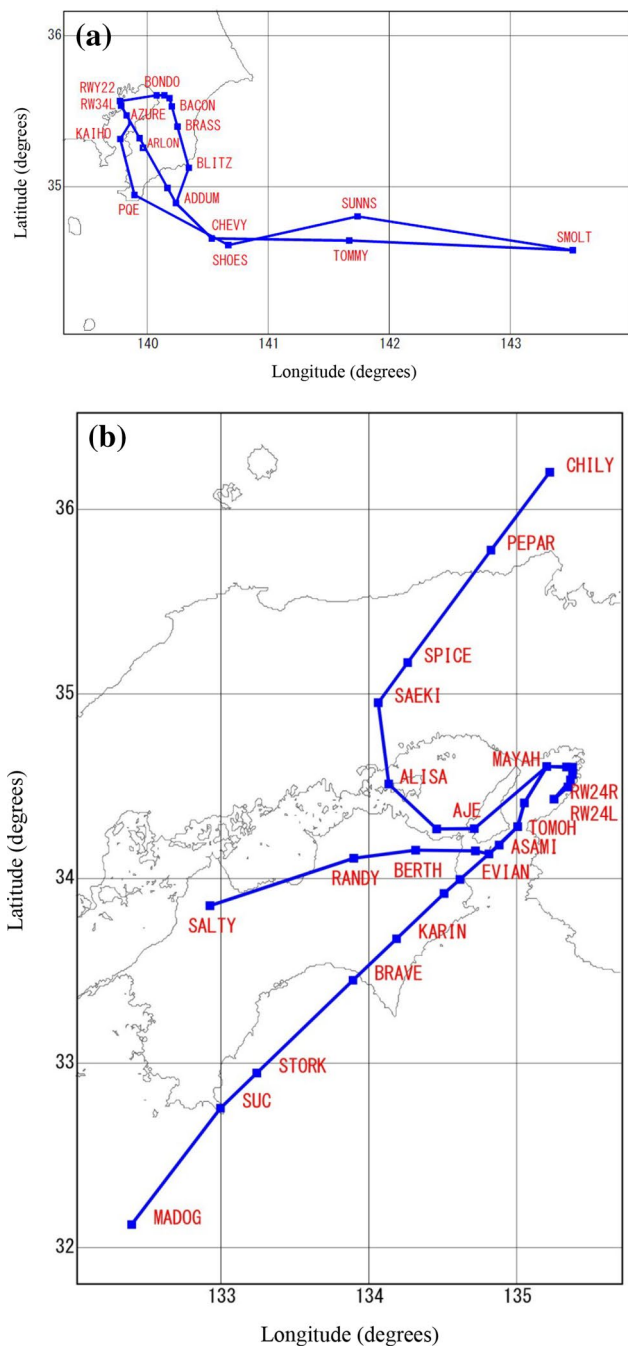 (a)
36
RWY22
BONDO
RW34L
BACON
AZURE
KAIHO
ARLON
BRASS
BLITZ
35
PQE
ADDUM
SUNNS
CHEVY
SMOLT
SHOES
TOMMY
140
141
142
143
Latitude (degrees)
Longitude (degrees)
(b)
CHILY
36
PEPAR
SPICE
35
SAEKI
MAYAH
ALISA
RW24R
AJE
RW24L
TOMOH
ASAMI
BERTH
EVIAN
34
RANDY
SALTY
KARIN
BRAVE
33
STORK
SUC
MADOG
32
133
134
135
Latitude (degrees)
Longitude (degrees)